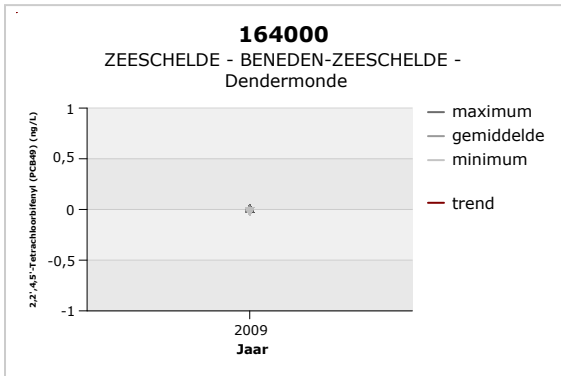 164000
ZEESCHELDE - BENEDEN-ZEESCHELDE -
Dendermonde
2,2',4,5'-Tetrachloorbifenyl (PCB49) (ng/L)
1
0,5
0
-0,5
-1
2009
Jaar
maximum
gemiddelde
minimum
trend